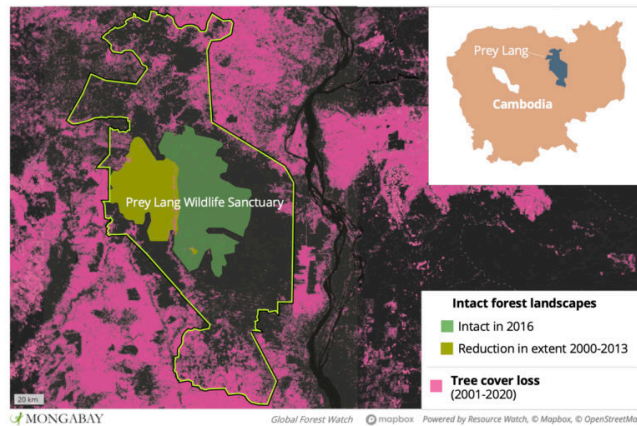 Prey Lang
Cambodia
Prey Lang Wildlife Sanctuary
Intact forest landscapes
Intact in 2016
Reduction in extent 2000-2013
Tree cover loss
(2001-2020)
20 km
MONGABAY
Global Forest Watch mapbox Powered by Resource Watch, © Mapbox, © OpenStreetMa